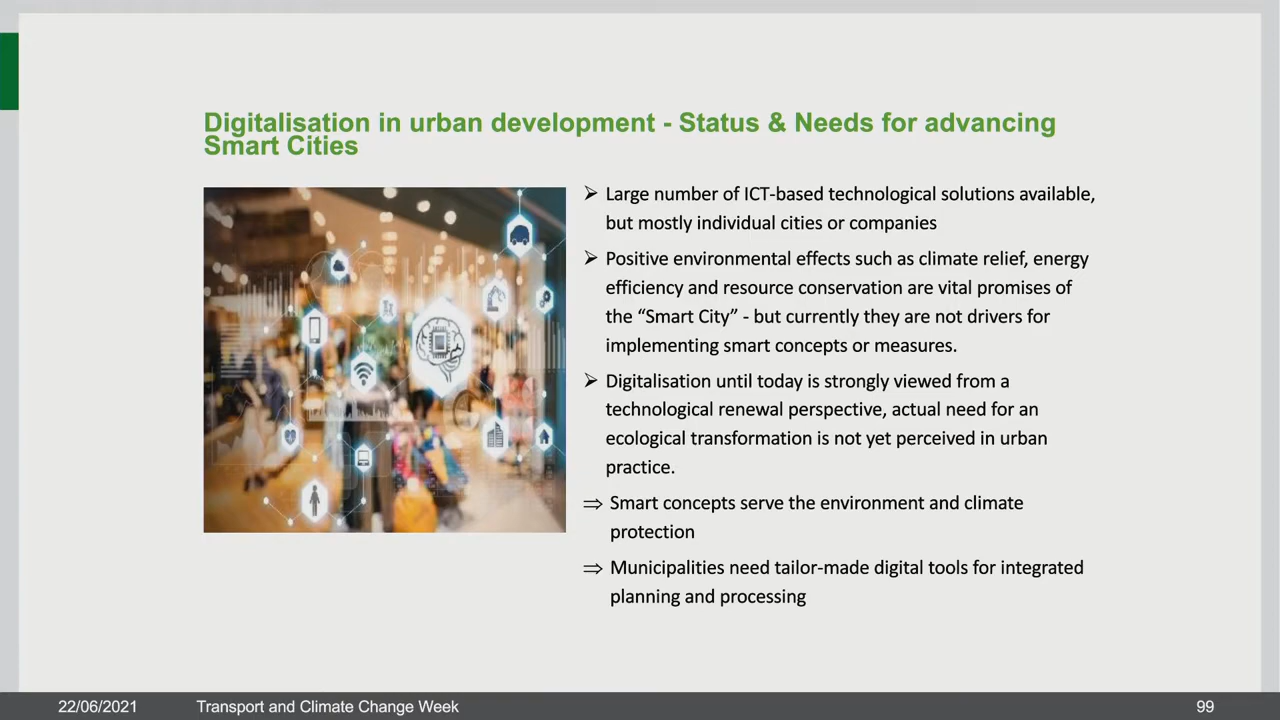 Digitalisation in urban development - Status & Needs for advancing
Smart Cities
➢ Large number of ICT-based technological solutions available,
but mostly individual cities or companies
➢ Positive environmental effects such as climate relief, energy
efficiency and resource conservation are vital promises of
the “Smart City” - but currently they are not drivers for
implementing smart concepts or measures.
➢ Digitalisation until today is strongly viewed from a
technological renewal perspective, actual need for an
ecological transformation is not yet perceived in urban
practice.
⇒ Smart concepts serve the environment and climate
protection
⇒ Municipalities need tailor-made digital tools for integrated
planning and processing
22/06/2021 Transport and Climate Change Week 99